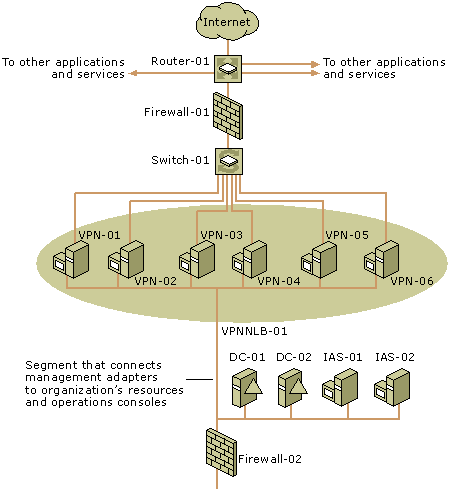 Internet
Router-01
To other applications
and services
To other applications
and services
Firewall-01
Switch-01
VPN-01
VPN-03
VPN-05
VPN-02
VPN-04
VPN-06
VPNNLB-01
Segment that connects
management adapters
to organization's resources
and operations consoles
DC-01
DC-02
IAS-01
IAS-02
Firewall-02